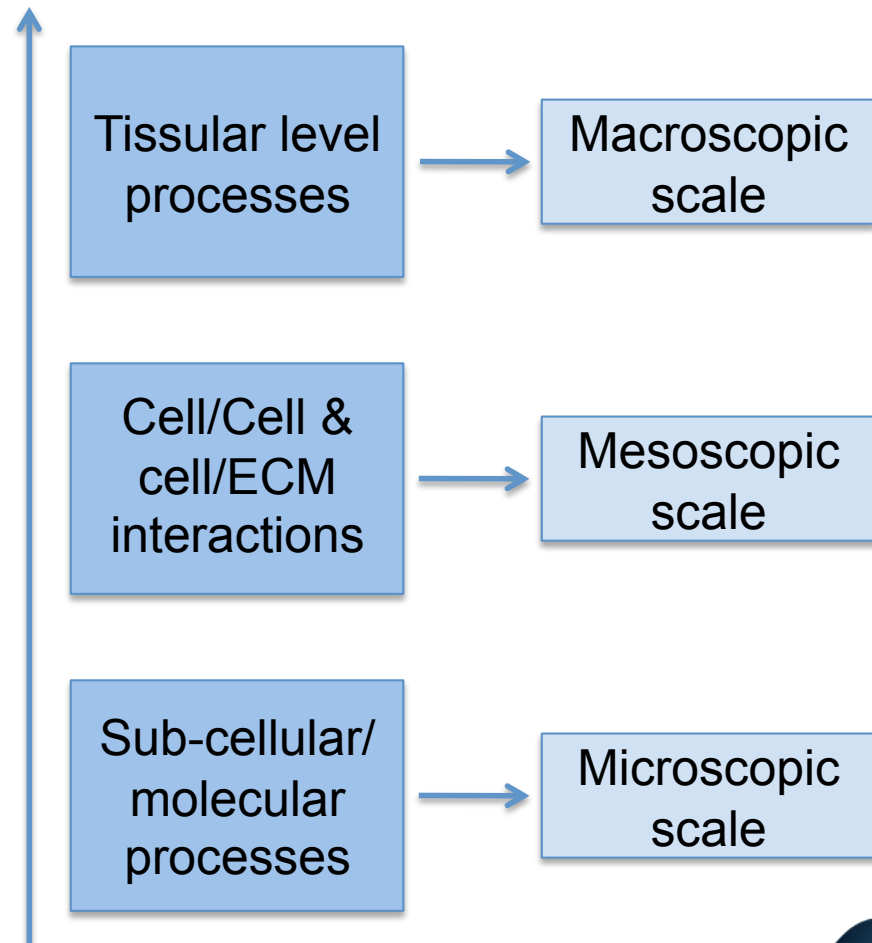 Tissular level
processes
Macroscopic
scale
Cell/Cell &
cell/ECM
interactions
Mesoscopic
scale
Sub-cellular/
molecular
processes
Microscopic
scale